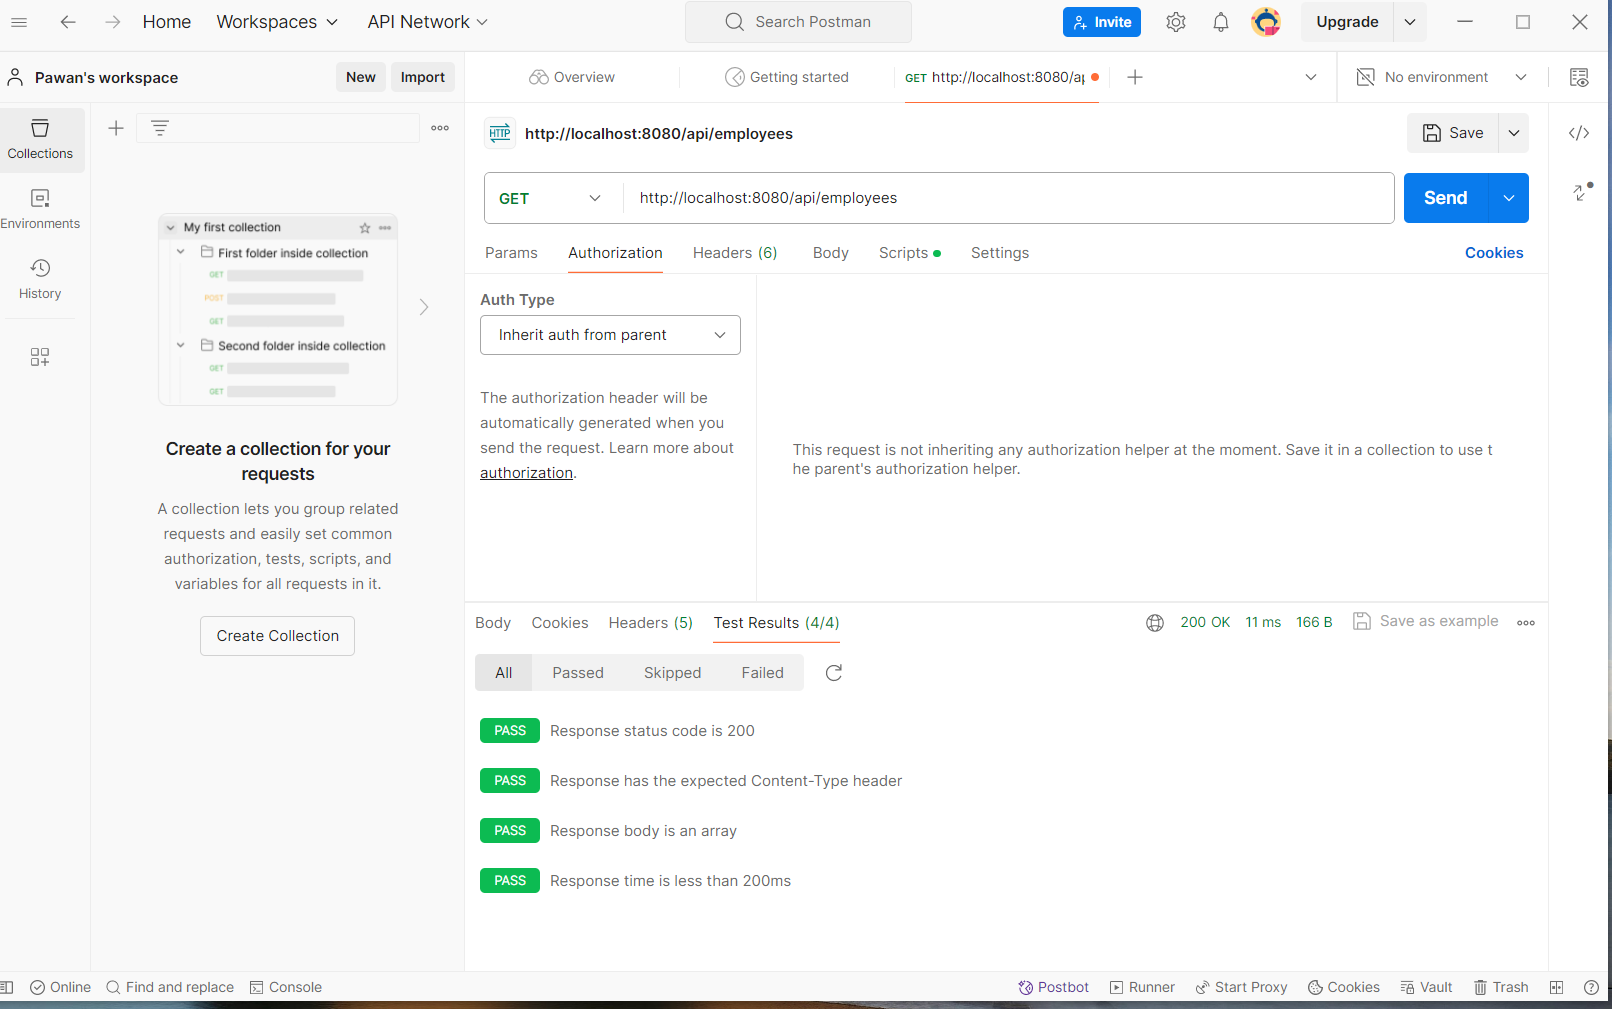 Home
Workspaces
API Network
Search Postman
Invite
Upgrade
Pawan's workspace
New
Import
Overview
Getting started
GET http://localhost:8080/ap
No environment
Collections
Environments
History
My first collection
First folder inside collection
GET
POST
GET
Second folder inside collection
GET
GET
Create a collection for your
requests
A collection lets you group related
requests and easily set common
authorization, tests, scripts, and
variables for all requests in it.
Create Collection
HTTP
http://localhost:8080/api/employees
Save
GET
http://localhost:8080/api/employees
Send
Params
Authorization
Headers (6)
Body
Scripts
Settings
Cookies
Auth Type
Inherit auth from parent
The authorization header will be
automatically generated when you
send the request. Learn more about
authorization.
This request is not inheriting any authorization helper at the moment. Save it in a collection to use t
he parent's authorization helper.
Body
Cookies
Headers (5)
Test Results (4/4)
200 OK
11 ms
166 B
Save as example
All
Passed
Skipped
Failed
PASS Response status code is 200
PASS Response has the expected Content-Type header
PASS Response body is an array
PASS Response time is less than 200ms
Online
Find and replace
Console
Postbot
Runner
Start Proxy
Cookies
Vault
Trash